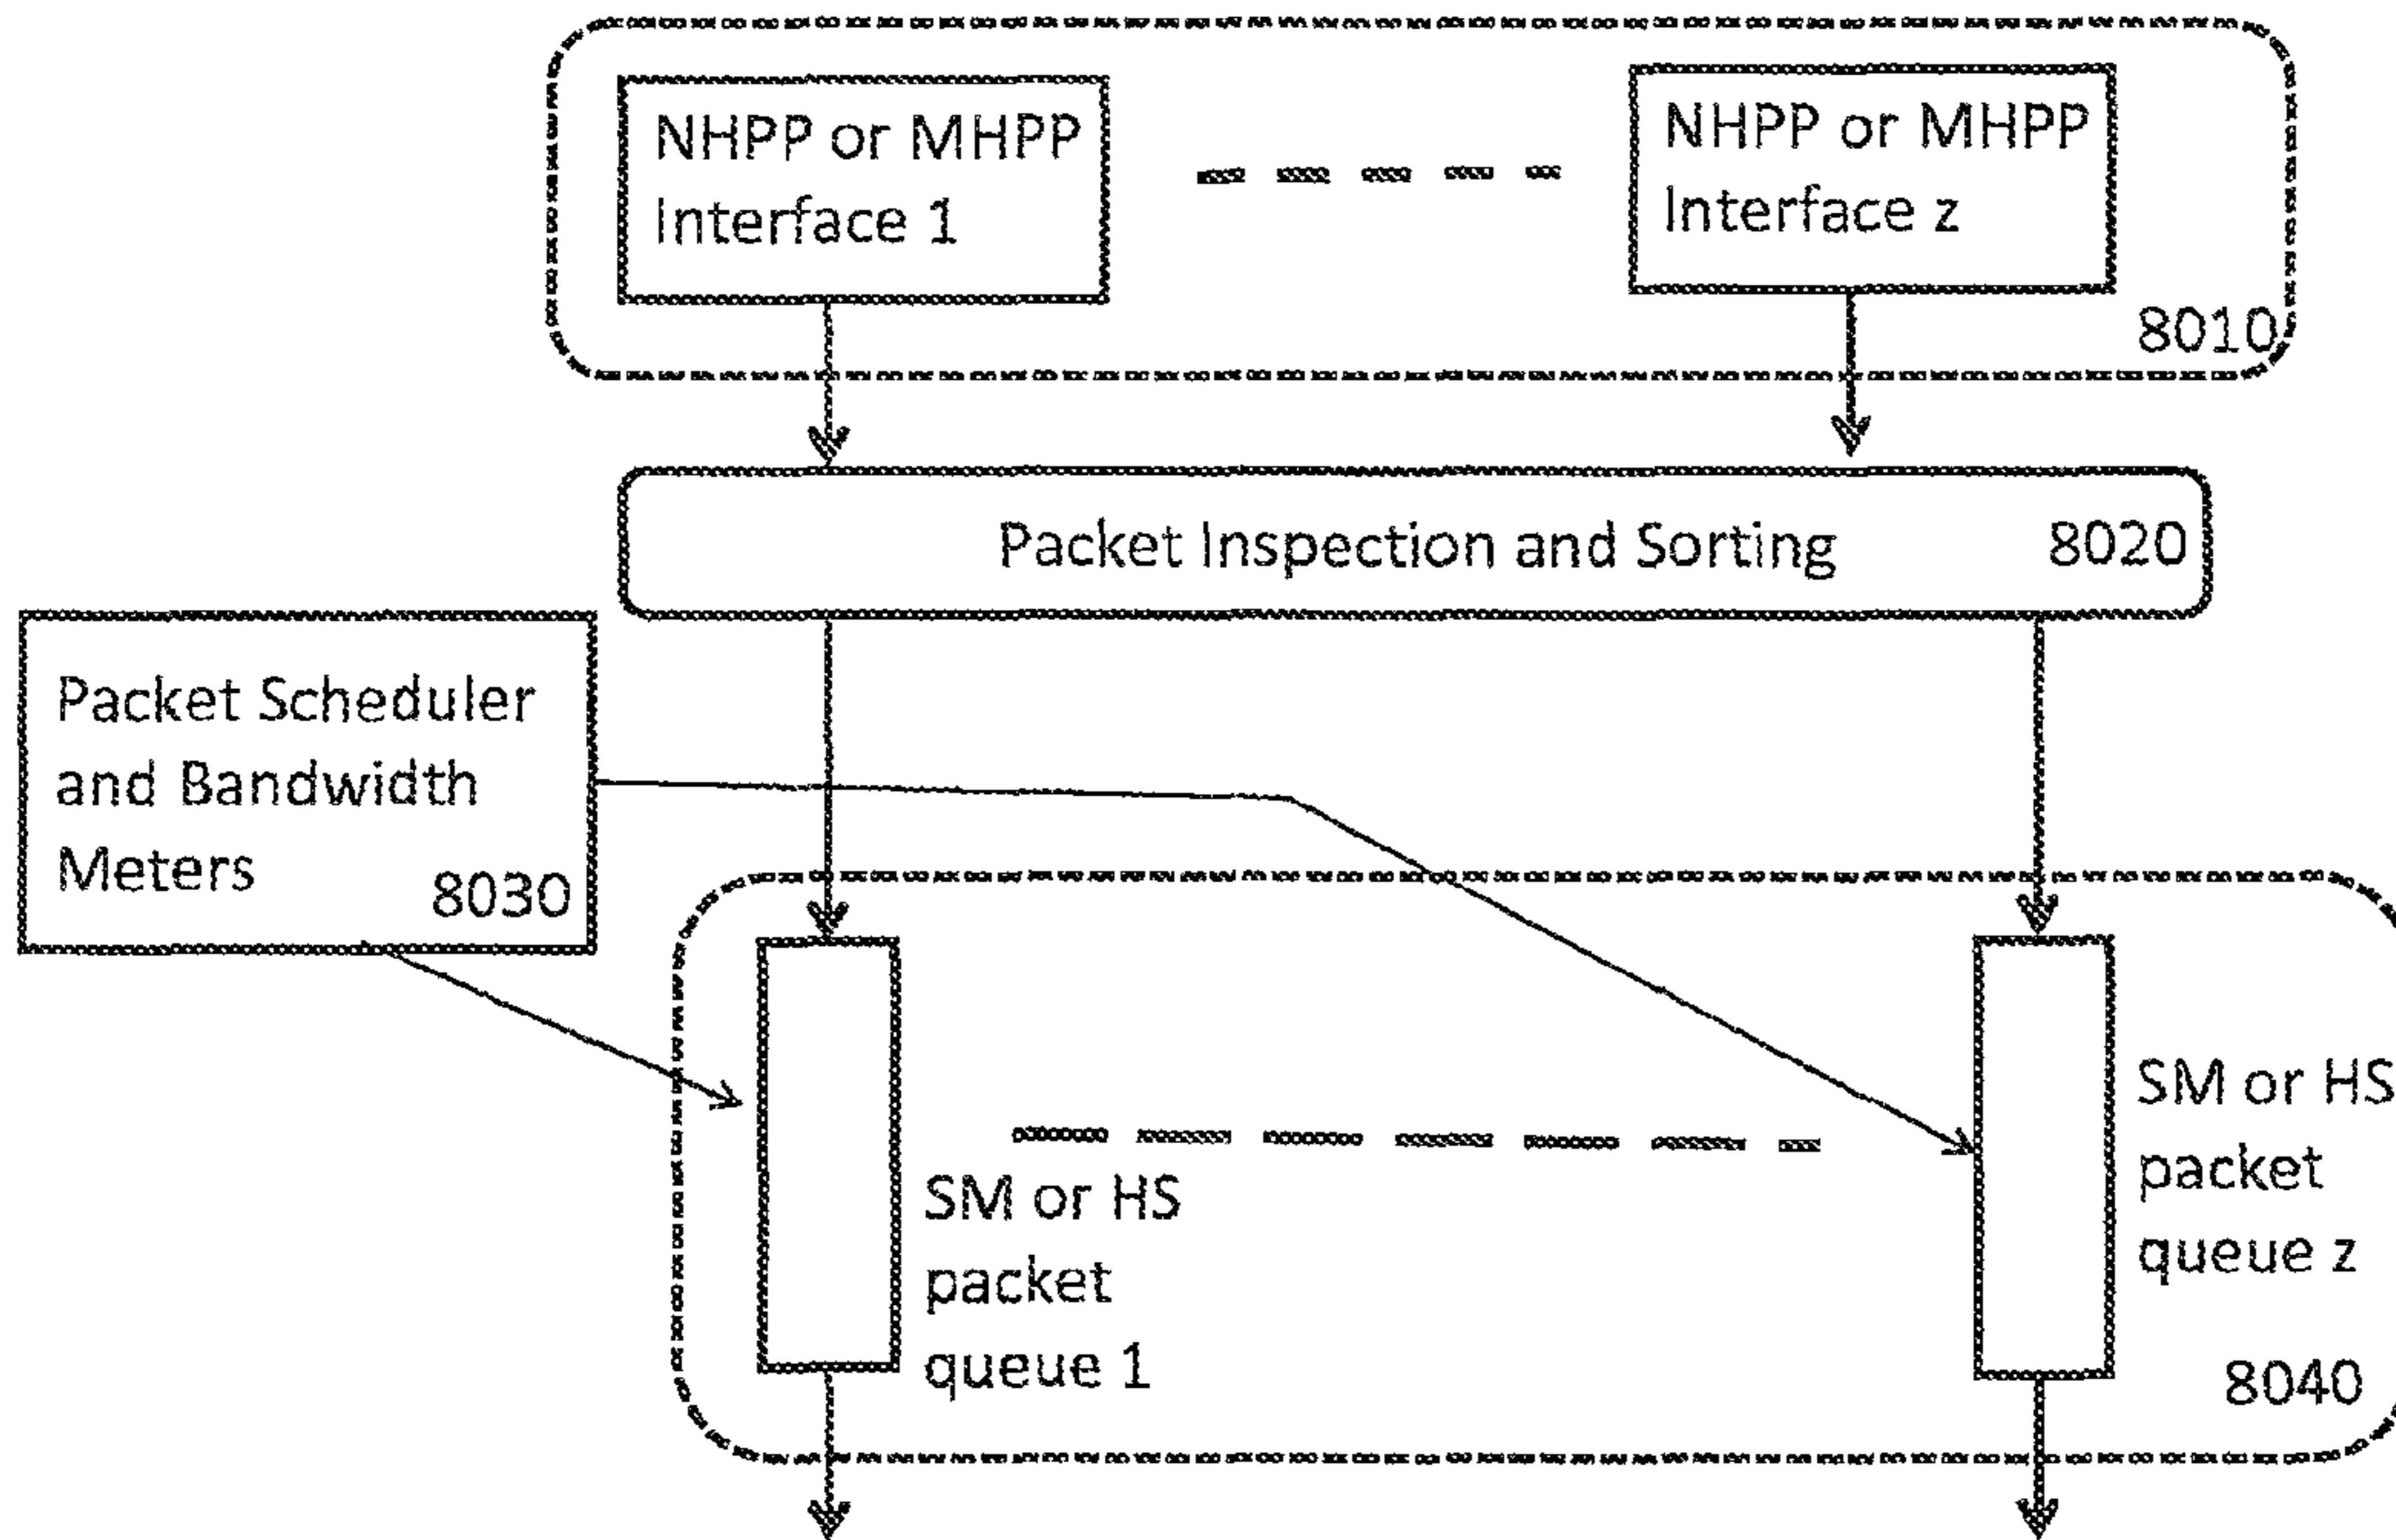 NHPP or MHPP
Interface 1
NHPP or MHPP
Interface z
8010
Packet Inspection and Sorting 8020
Packet Scheduler
and Bandwidth
Meters
8030
SM or HS
packet
queue 1
SM or HS
packet
queue z
8040